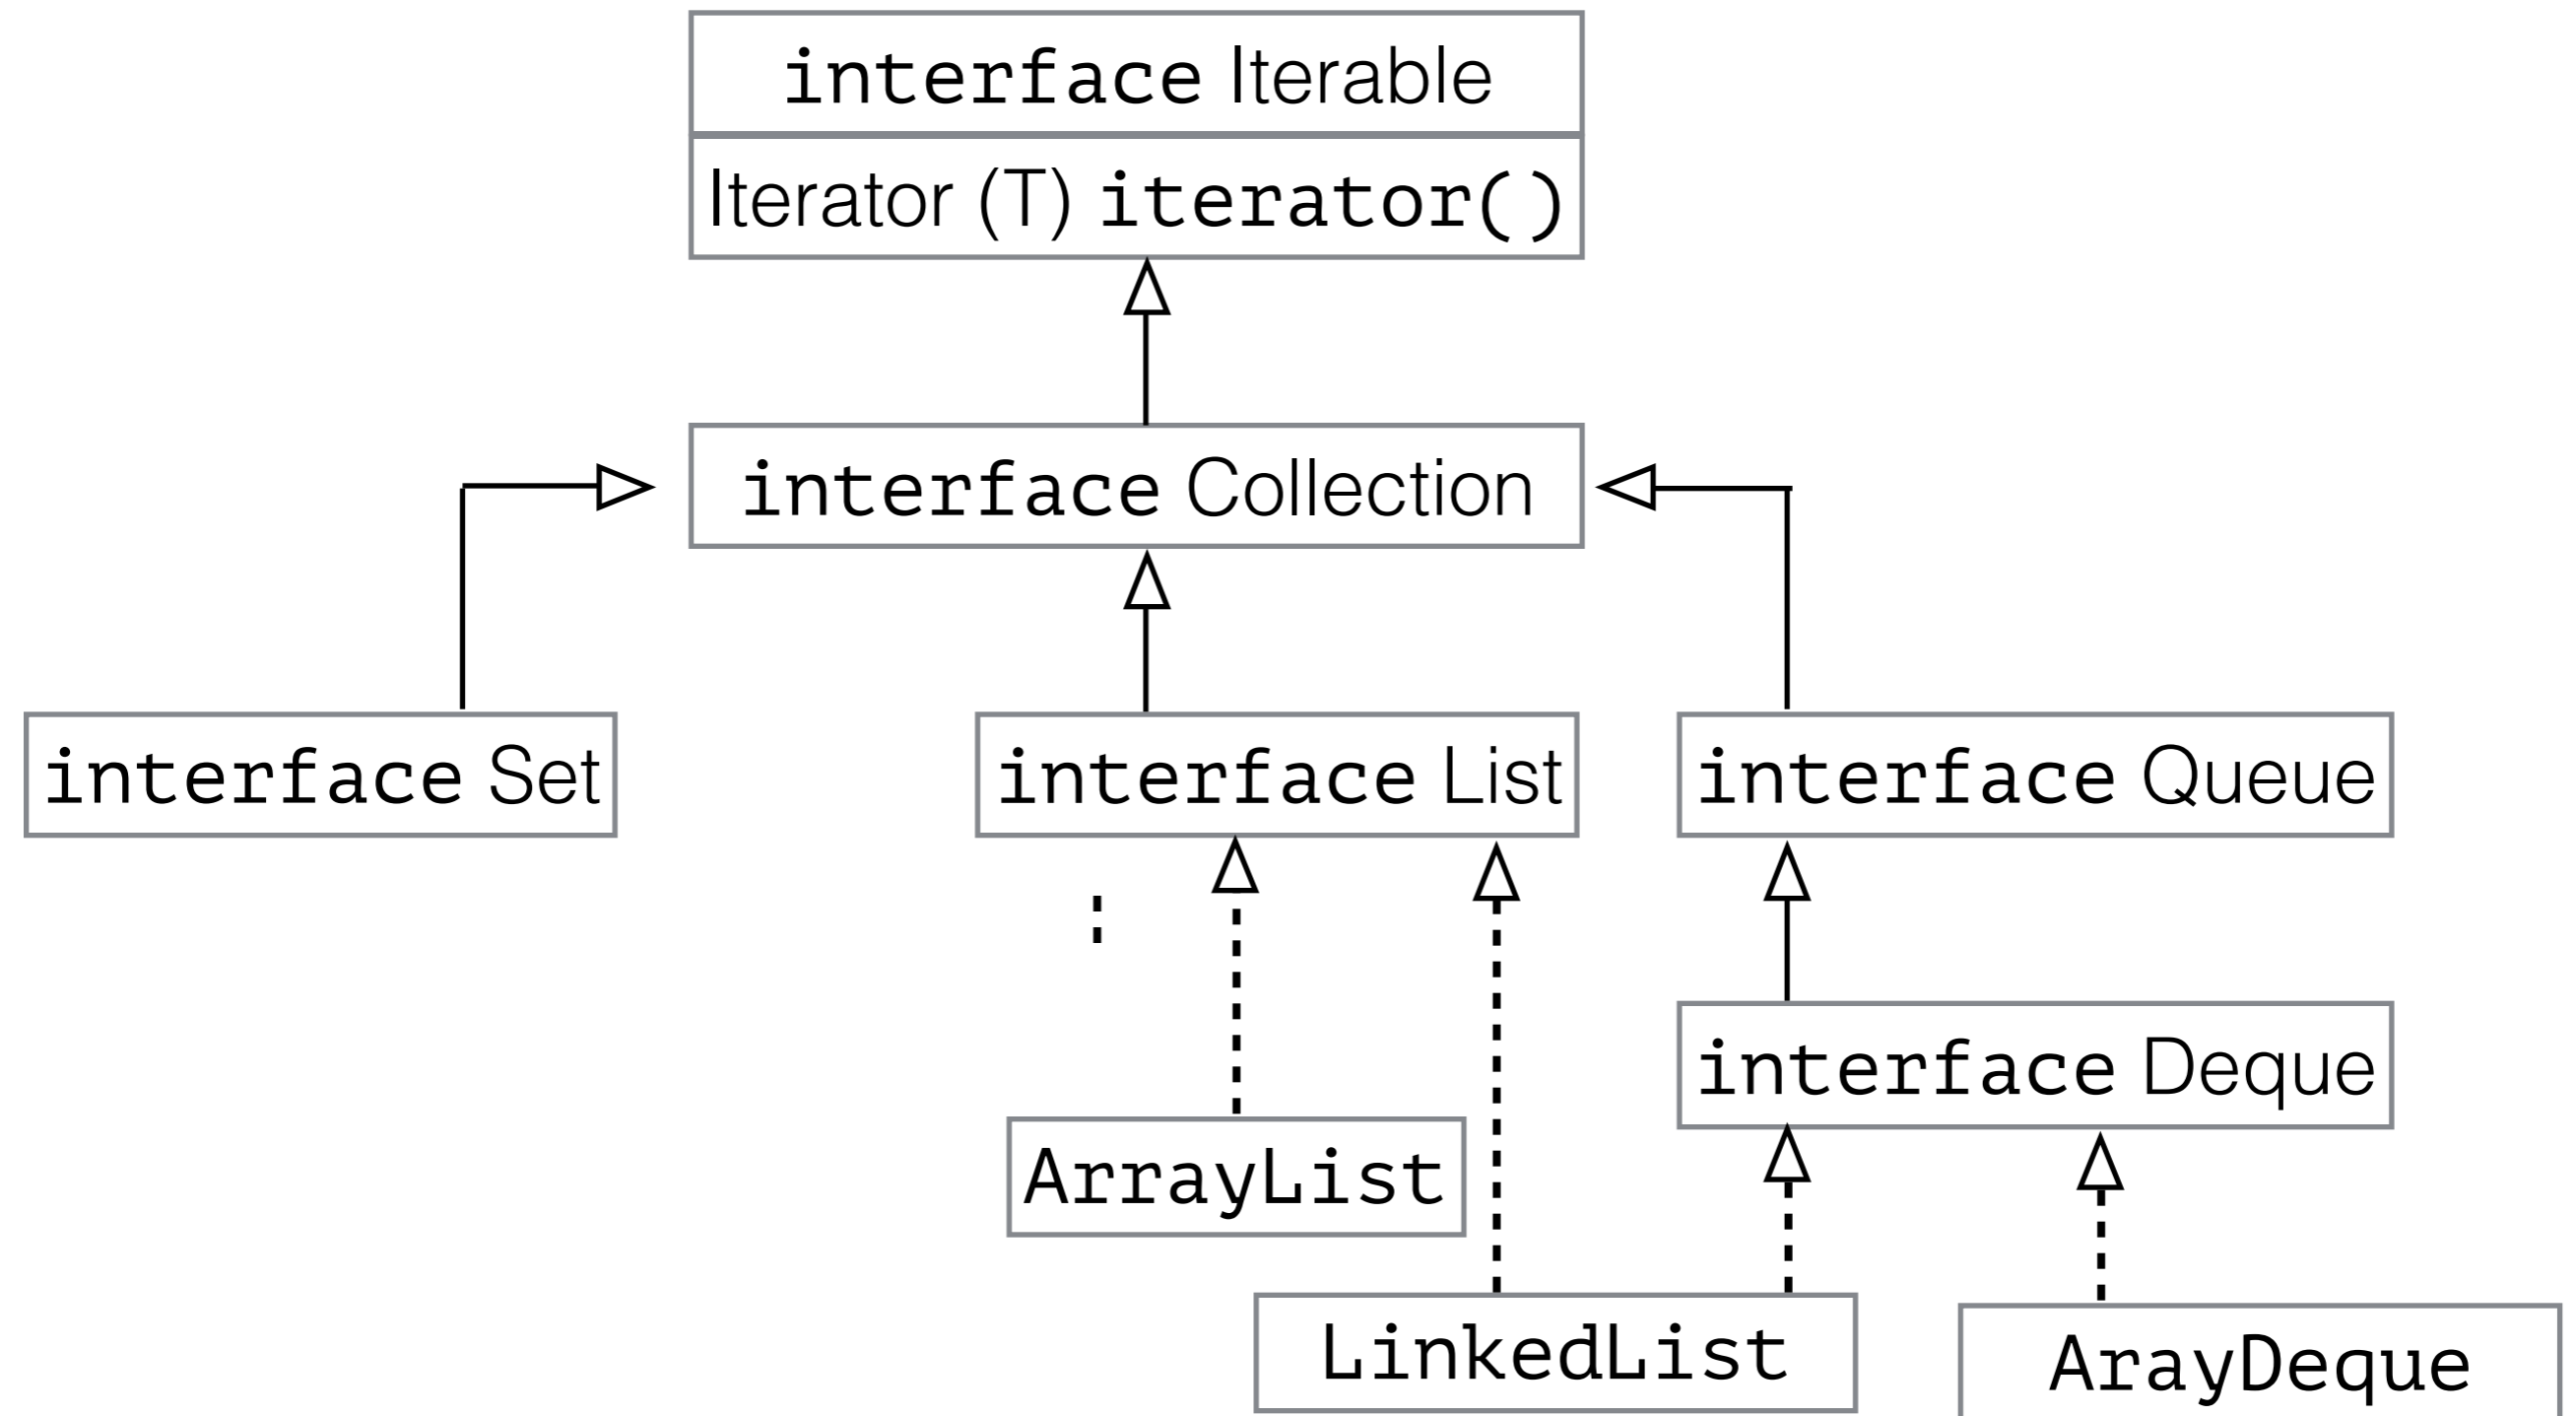 interface Iterable
Iterator (T) iterator()
interface Collection
interface Set
interface List
interface Queue
interface Deque
ArrayList
LinkedList
ArayDeque